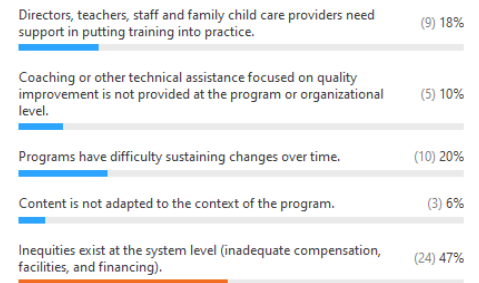 Directors, teachers, staff and family child care providers need
support in putting training into practice.
(9) 18%
Coaching or other technical assistance focused on quality
improvement is not provided at the program or organizational
level.
(5) 10%
Programs have difficulty sustaining changes over time.
(10) 20%
Content is not adapted to the context of the program.
(3) 6%
Inequities exist at the system level (inadequate compensation,
facilities, and financing).
(24) 47%